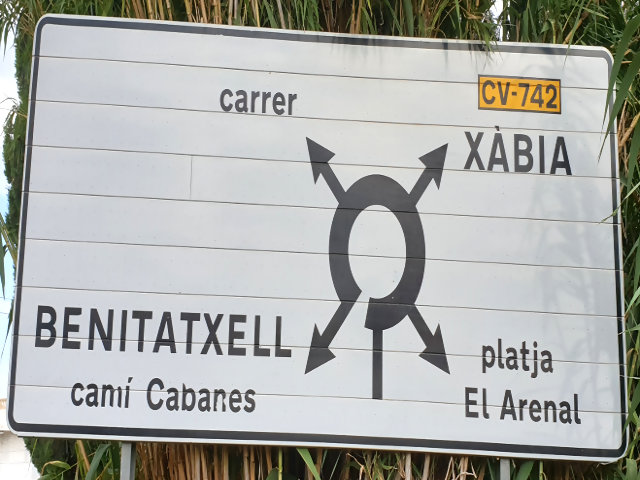 carrer
CV-742
XÀBIA
BENITATXELL
camí Cabanes
platja
El Arenal